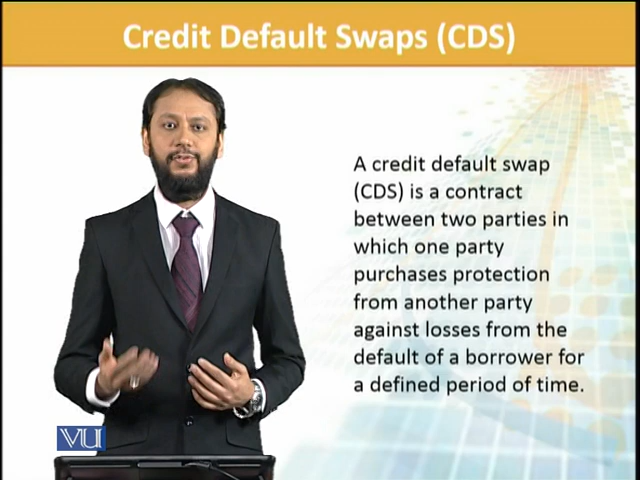 Credit Default Swaps (CDS)
A credit default swap
(CDS) is a contract
between two parties in
which one party
purchases protection
from another party
against losses from the
default of a borrower for
a defined period of time.
VU